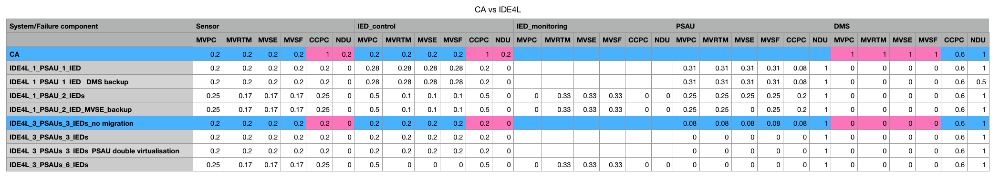 CA vs IDE4L
System/Failure component Sensor IED_control IED_monitoring PSAU DMS
MVPC MVRTM MVSE MVSF CCPC NDU MVPC MVRTM MVSE MVSF CCPC NDU MVPC MVRTM MVSE MVSF CCPC NDU MVPC MVRTM MVSE MVSF CCPC NDU MVPC MVRTM MVSE MVSF CCPC NDU
CA 0.2 0.2 0.2 0.2 1 0.2 0.2 0.2 0.2 0.2 1 0.2 1 1 1 1 0.6 1
IDE4L_1_PSAU_1_IED 0.2 0.2 0.2 0.2 0.2 0 0.28 0.28 0.28 0.28 0.2 0 0.31 0.31 0.31 0.31 0.08 1 0 0 0 0 0.6 1
IDE4L_1_PSAU_1_IED_ DMS backup 0.2 0.2 0.2 0.2 0.2 0 0.28 0.28 0.28 0.28 0.2 0 0.31 0.31 0.31 0.31 0.08 1 0 0 0 0 0.6 0.5
IDE4L_1_PSAU_2_IEDs 0.25 0.17 0.17 0.17 0.25 0 0.5 0.1 0.1 0.1 0.5 0 0 0.33 0.33 0.33 0 0 0.25 0.25 0.25 0.25 0.2 1 0 0 0 0 0.6 1
IDE4L_1_PSAU_2_IED_MVSE_backup 0.25 0.17 0.17 0.17 0.25 0 0.5 0.1 0.1 0.1 0.5 0 0 0.33 0.33 0.33 0 0 0.25 0.25 0 0.25 0.2 1 0 0 0 0 0.6 1
IDE4L_3_PSAUs_3_IEDs_no migration 0.2 0.2 0.2 0.2 0.2 0 0.2 0.2 0.2 0.2 0.2 0 0.08 0.08 0.08 0.08 0.08 1 0 0 0 0 0.6 1
IDE4L_3_PSAUs_3_IEDs 0.2 0.2 0.2 0.2 0.2 0 0.2 0.2 0.2 0.2 0.2 0 0 0 0 0 0 1 0 0 0 0 0.6 1
IDE4L_3_PSAUs_3_IEDs_PSAU double virtualisation 0.2 0.2 0.2 0.2 0.2 0 0.2 0.2 0.2 0.2 0.2 0 0 0 0 0 0 1 0 0 0 0 0.6 1
IDE4L_3_PSAUs_6_IEDs 0.25 0.17 0.17 0.17 0.25 0 0.5 0 0 0 0.5 0 0 0.33 0.33 0.33 0 0 0 0 0 0 0 1 0 0 0 0 0.6 1